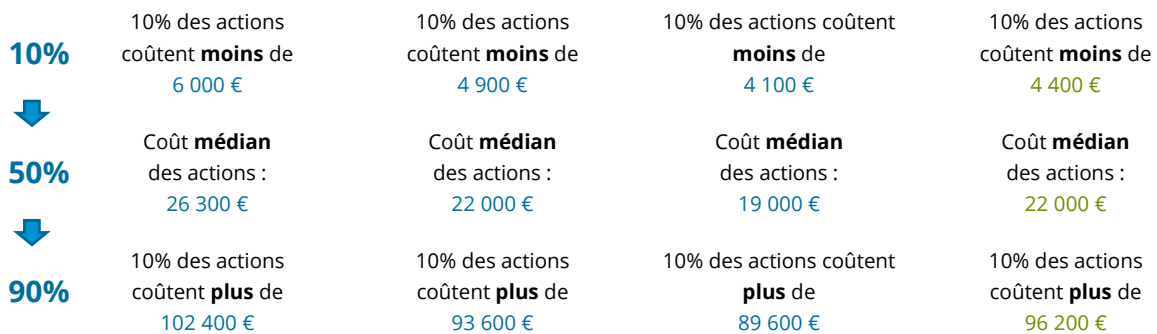 10%
10% des actions
coûtent moins de
6 000 €
10% des actions
coûtent moins de
4 900 €
10% des actions coûtent
moins de
4 100 €
10% des actions
coûtent moins de
4 400 €
50%
Coût médian
des actions :
26 300 €
Coût médian
des actions :
22 000 €
Coût médian
des actions :
19 000 €
Coût médian
des actions :
22 000 €
90%
10% des actions
coûtent plus de
102 400 €
10% des actions
coûtent plus de
93 600 €
10% des actions coûtent
plus de
89 600 €
10% des actions
coûtent plus de
96 200 €